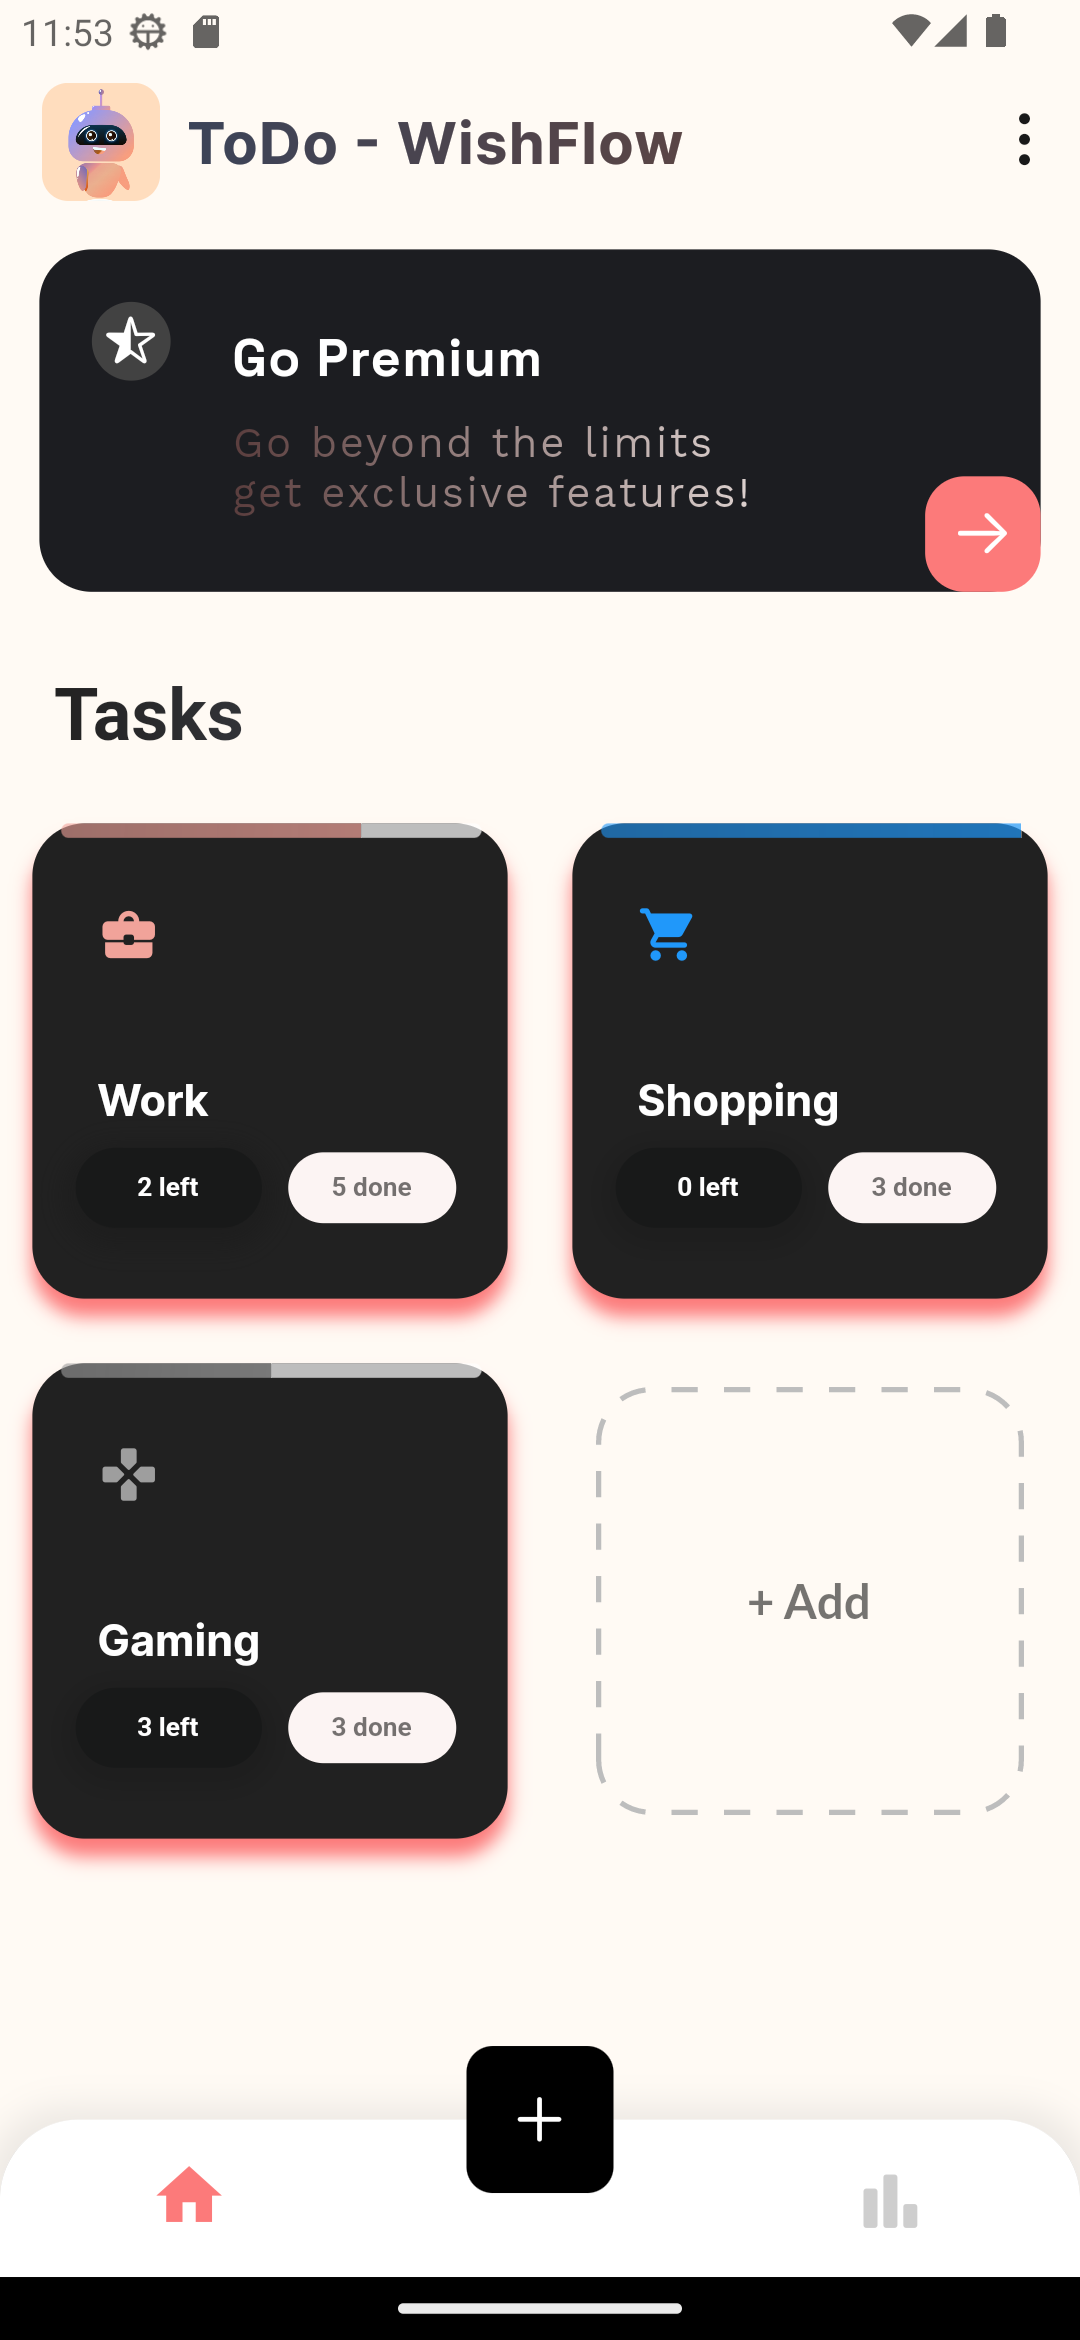 11:53
ToDo - WishFlow
Go Premium
Go beyond the limits
get exclusive features!
Tasks
Work
2 left
5 done
Shopping
0 left
3 done
Gaming
3 left
3 done
+ Add